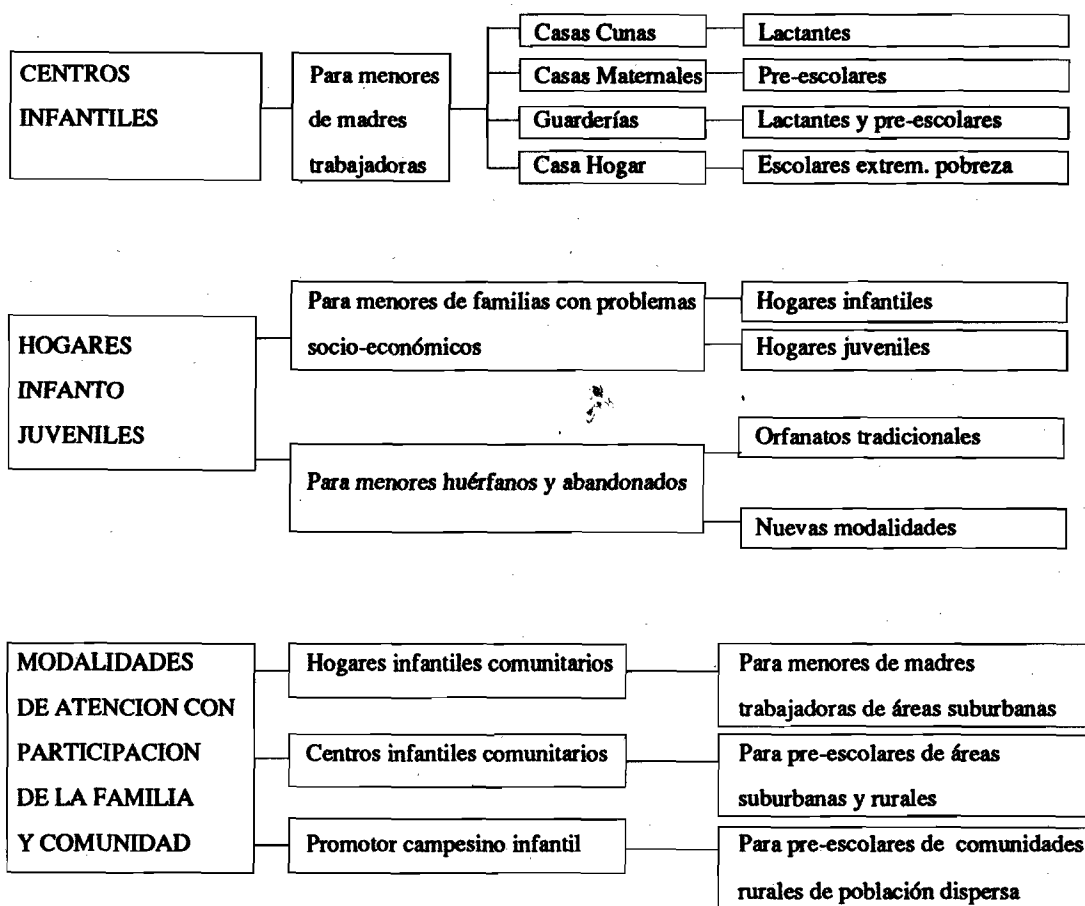 CENTROS
INFANTILES
Para menores
de madres
trabajadoras
Casas Cunas
Lactantes
Casas Maternales
Pre-escolares
Guarderías
Lactantes y pre-escolares
Casa Hogar
Escolares extrem. pobreza
HOGARES
INFANTO
JUVENILES
Para menores de familias con problemas
socio-económicos
Hogares infantiles
Hogares juveniles
Para menores huérfanos y abandonados
Orfanatos tradicionales
Nuevas modalidades
MODALIDADES
DE ATENCION CON
PARTICIPACION
DE LA FAMILIA
Y COMUNIDAD
Hogares infantiles comunitarios
Para menores de madres
trabajadoras de áreas suburbanas
Centros infantiles comunitarios
Para pre-escolares de áreas
suburbanas y rurales
Promotor campesino infantil
Para pre-escolares de comunidades
rurales de población dispersa